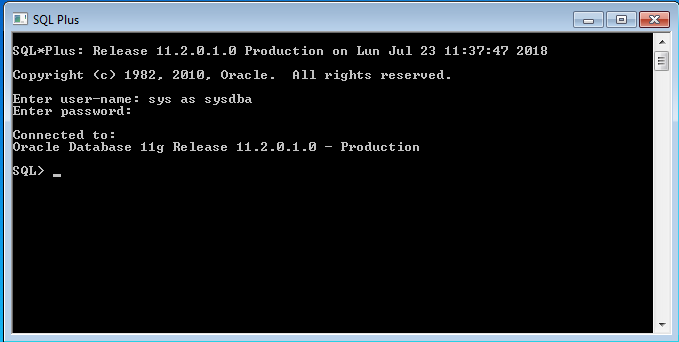 SQL Plus
SQL*Plus: Release 11.2.0.1.0 Production on Lun Jul 23 11:37:47 2018
Copyright (c) 1982, 2010, Oracle.  All rights reserved.
Enter user-name: sys as sysdba
Enter password:
Connected to:
Oracle Database 11g Release 11.2.0.1.0 - Production
SQL> _